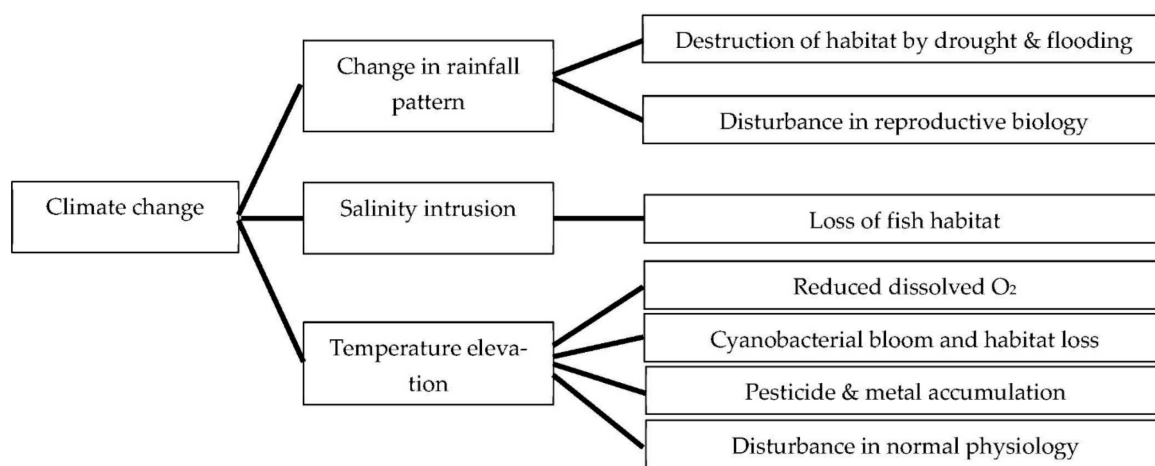 Climate change
Change in rainfall
pattern
Destruction of habitat by drought & flooding
Disturbance in reproductive biology
Salinity intrusion
Loss of fish habitat
Temperature eleva-
tion
Reduced dissolved O₂
Cyanobacterial bloom and habitat loss
Pesticide & metal accumulation
Disturbance in normal physiology